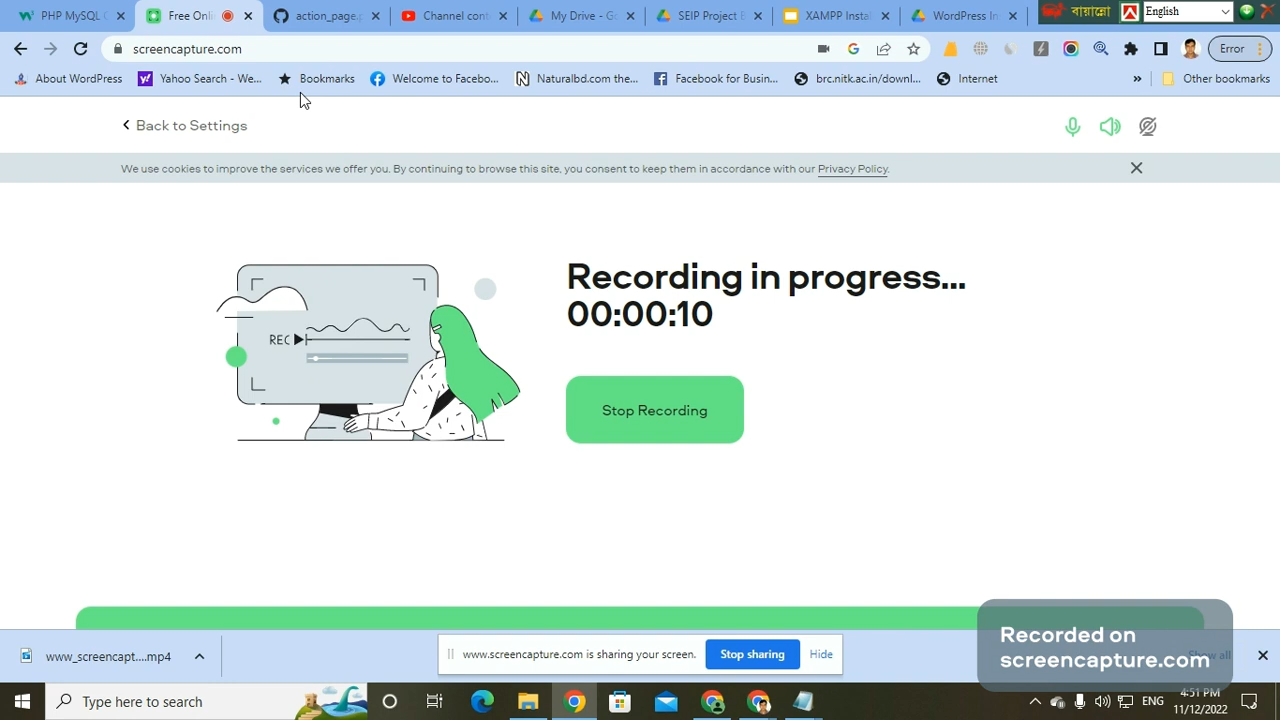 PHP MySQL C
Free Onli
action_pag
channel co
My Drive - G
SEIP Project B
XAMPP Insta
WordPress In
বায়ান্নো
English
screencapture.com
Error
About WordPress
Yahoo Search - We...
Bookmarks
Welcome to Facebo...
Naturalbd.com the...
Facebook for Busin...
brc.nitk.ac.in/downl...
Internet
»
Other bookmarks
Back to Settings
We use cookies to improve the services we offer you. By continuing to browse this site, you consent to keep them in accordance with our Privacy Policy.
Recording in progress...
00:00:10
REC
Stop Recording
Recorded on
screencapture.com
www_screencapt....mp4
www.screencapture.com is sharing your screen.
Stop sharing
Hide
Show all
Type here to search
ENG
4:51 PM
11/12/2022